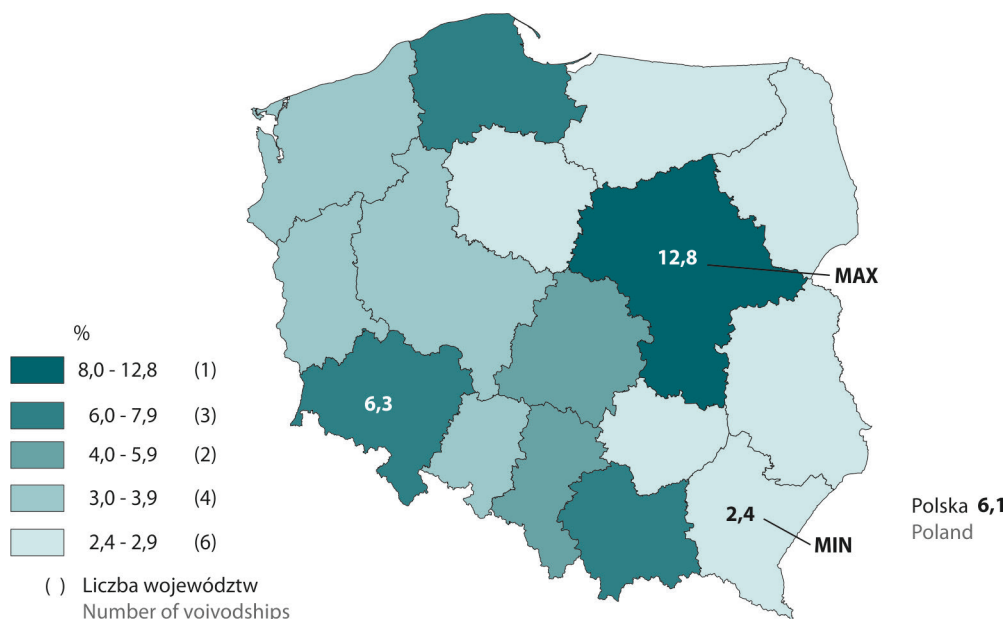 12,8
MAX
%
8,0 - 12,8 (1)
6,0 - 7,9 (3)
6,3
4,0 - 5,9 (2)
3,0 - 3,9 (4)
2,4 - 2,9 (6)
2,4
MIN
Polska 6,1
Poland
( ) Liczba województw
Number of voivodships